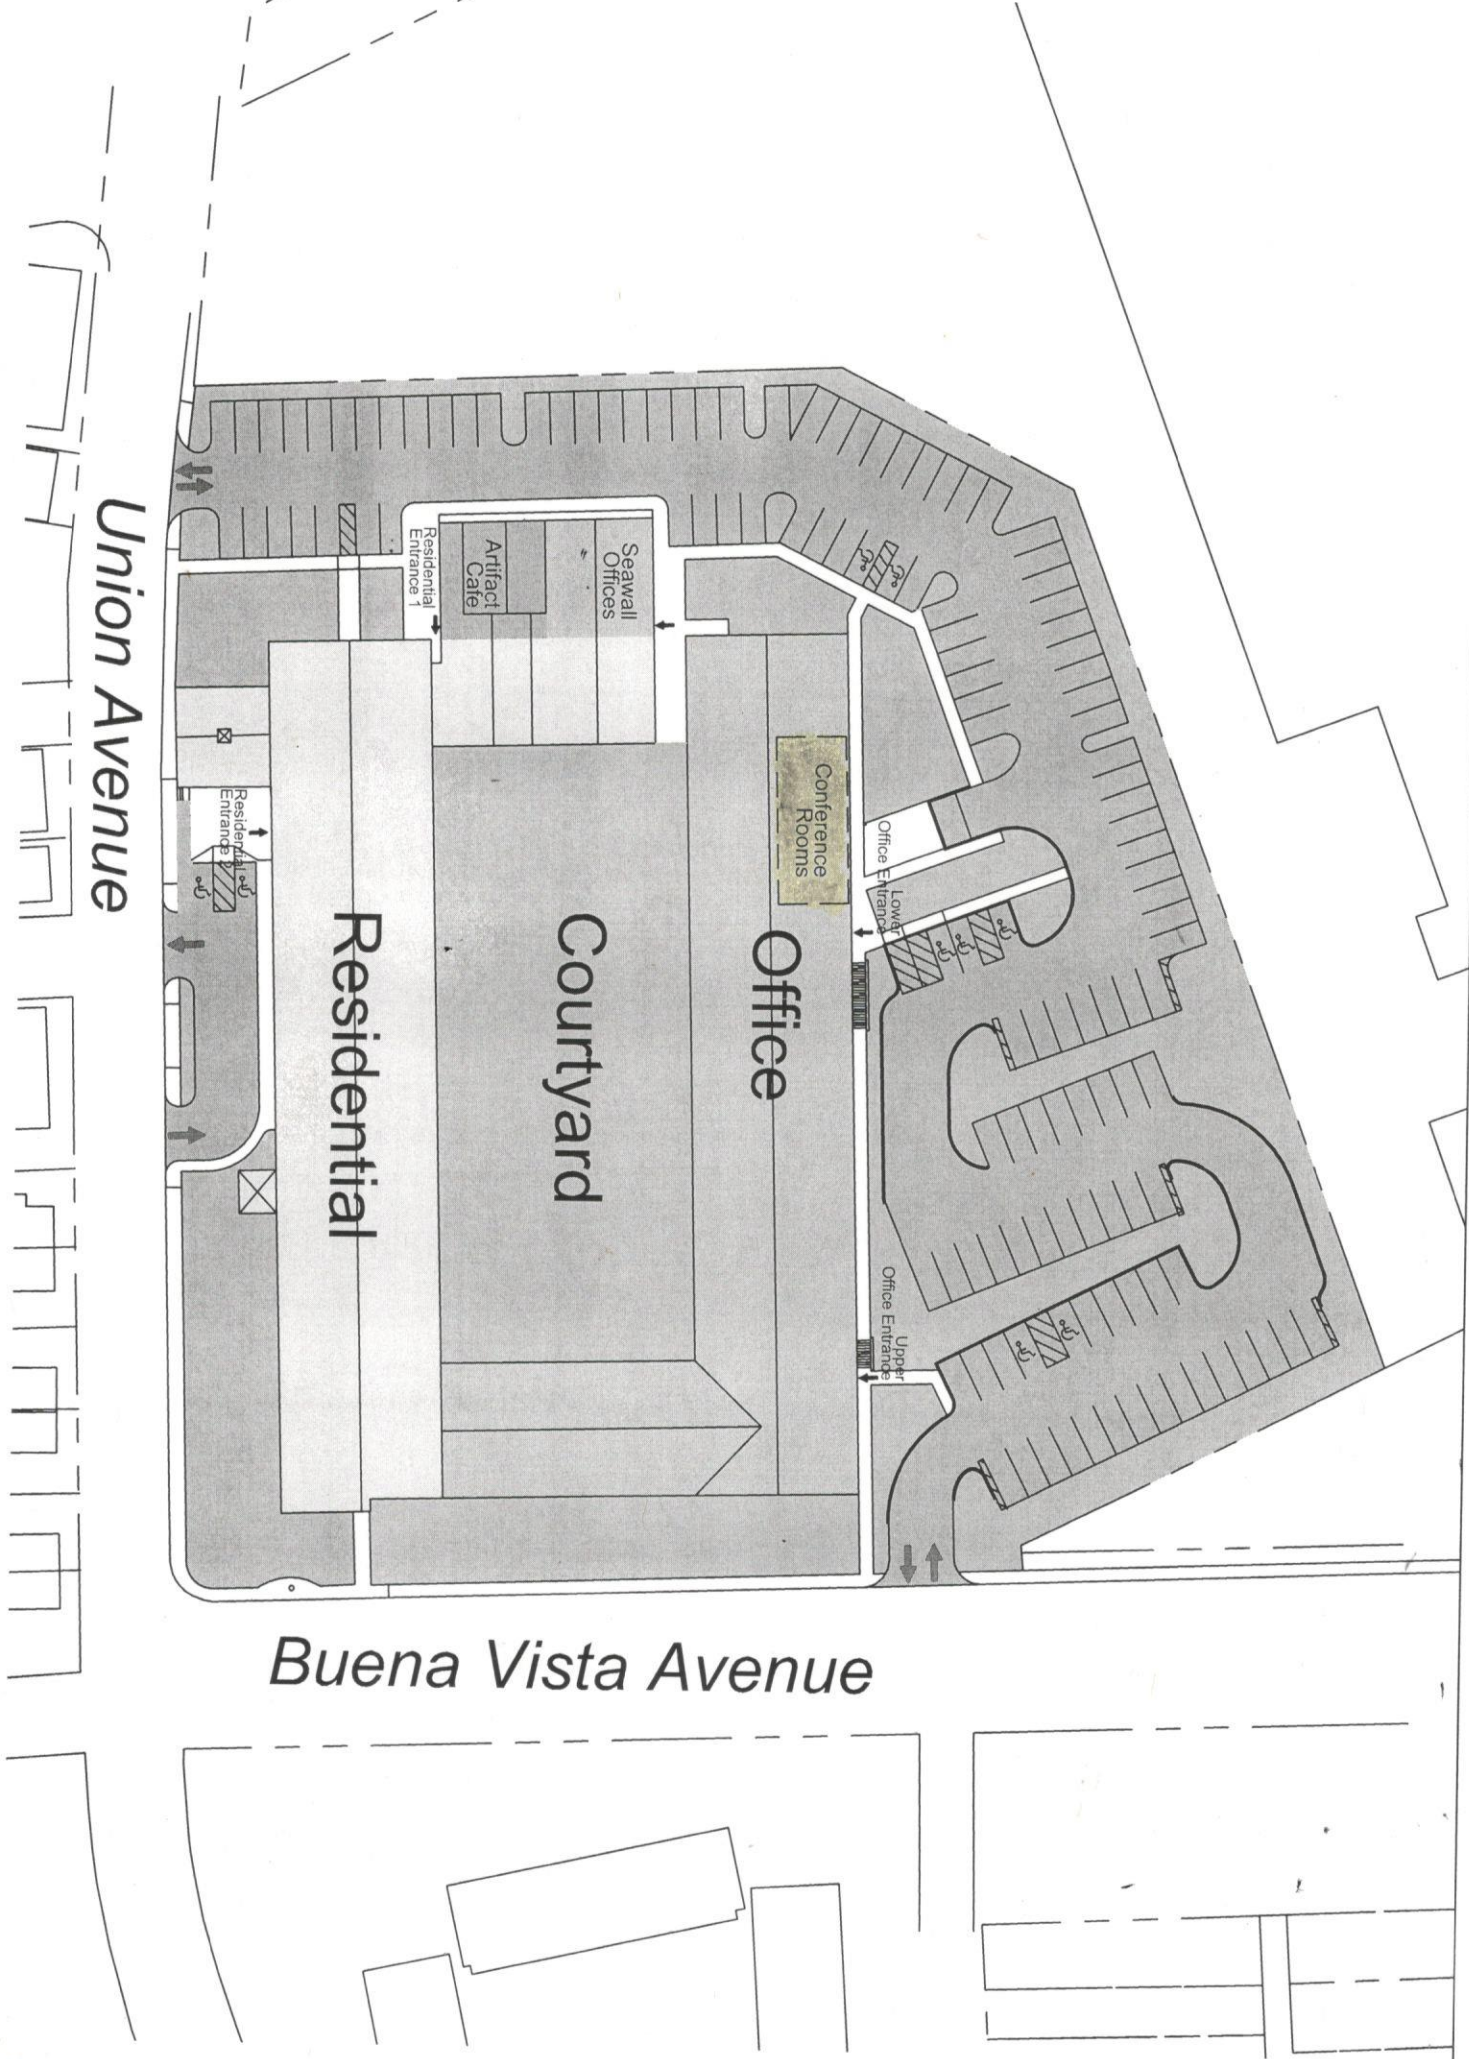 Union Avenue
Residential
Entrance 1
Artifact
Cafe
Seawall
Offices
Residential
Entrance 2
Conference
Rooms
Lower
Office Entrance
Residential
Courtyard
Office
Upper
Office Entrance
Buena Vista Avenue